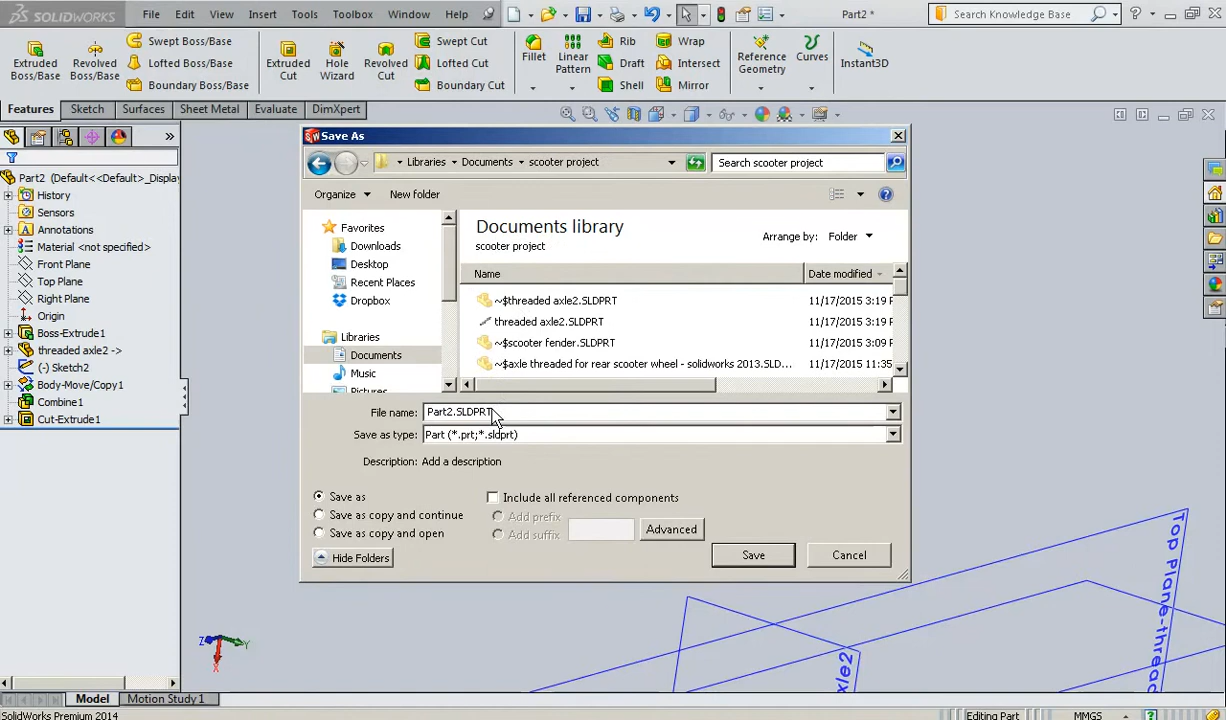 SOLIDWORKS File Edit View Insert Tools Toolbox Window Help Part2 * Search Knowledge Base ?
Extruded Boss/Base
Revolved Boss/Base
Swept Boss/Base
Lofted Boss/Base
Boundary Boss/Base
Extruded Cut
Hole Wizard
Revolved Cut
Swept Cut
Lofted Cut
Boundary Cut
Fillet
Linear Pattern
Rib
Draft
Shell
Wrap
Intersect
Mirror
Reference Geometry
Curves
Instant3D
Features Sketch Surfaces Sheet Metal Evaluate DimXpert
Part2 (Default<<Default>_Display
History
Sensors
Annotations
Material <not specified>
Front Plane
Top Plane
Right Plane
Origin
Boss-Extrude1
threaded axle2 ->
(-) Sketch2
Body-Move/Copy1
Combine1
Cut-Extrude1
Save As
Libraries Documents scooter project Search scooter project
Organize New folder
Favorites
Downloads
Desktop
Recent Places
Dropbox
Libraries
Documents
Music
Pictures
Documents library
scooter project
Arrange by: Folder
Name Date modified
~$threaded axle2.SLDPRT 11/17/2015 3:19 P
threaded axle2.SLDPRT 11/17/2015 3:19 P
~$scooter fender.SLDPRT 11/17/2015 3:09 P
~$axle threaded for rear scooter wheel - solidworks 2013.SLD... 11/17/2015 11:35
File name: Part2.SLDPRT
Save as type: Part (*.prt;*.sldprt)
Description: Add a description
Save as
Save as copy and continue
Save as copy and open
Include all referenced components
Add prefix
Add suffix
Advanced
Hide Folders
Save Cancel
Top Plane-thread
axle2
Z Y
X
Model Motion Study 1
SolidWorks Premium 2014 Editing Part MMGS ?